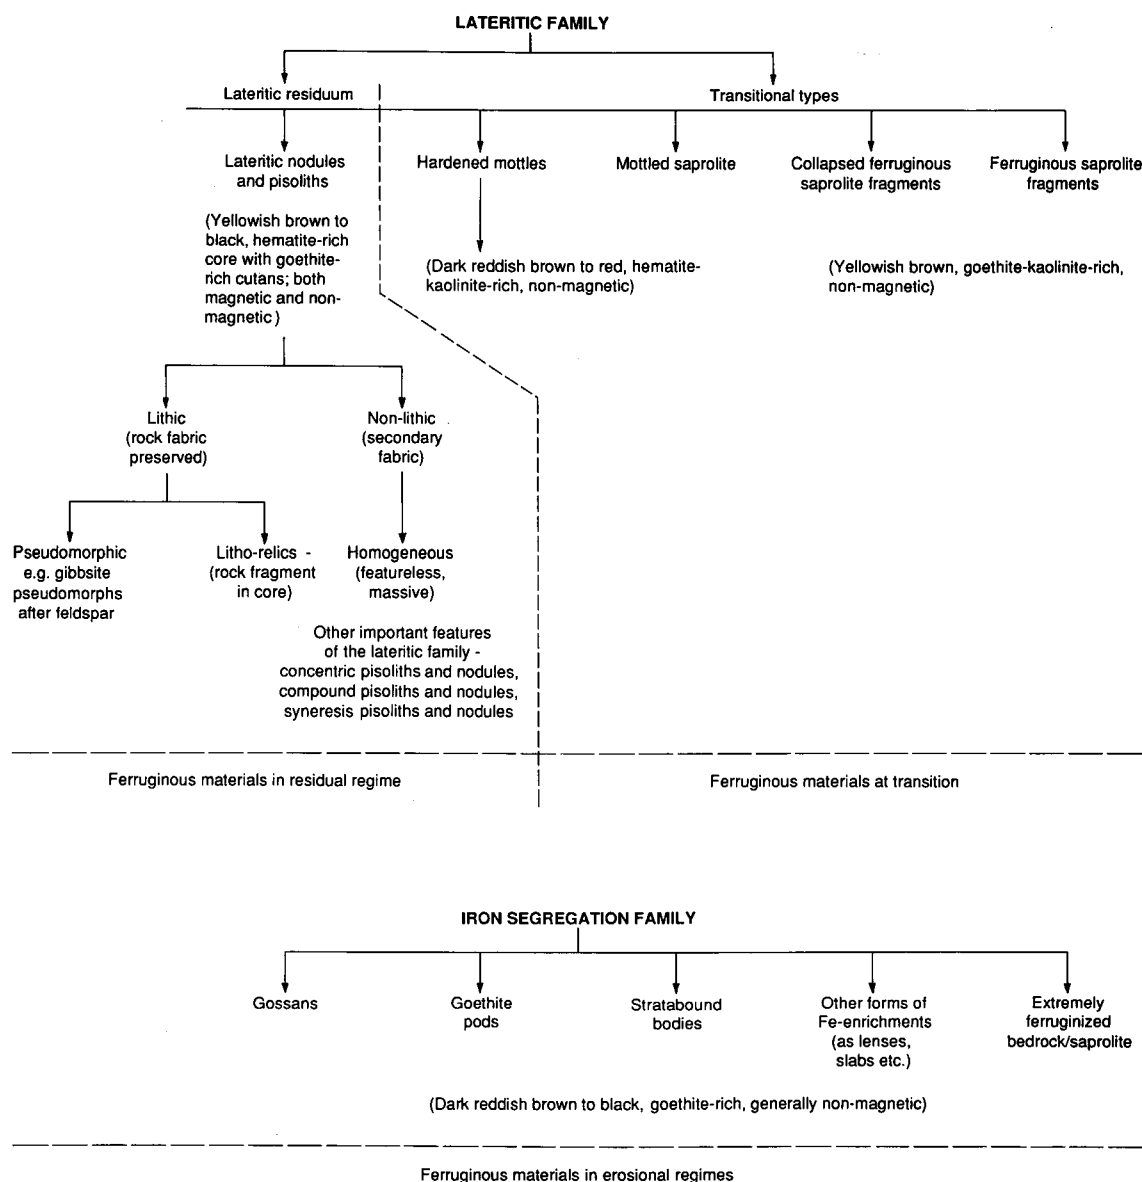 LATERITIC FAMILY
Lateritic residuum
Transitional types
Lateritic nodules
and pisoliths
Hardened mottles
Mottled saprolite
Collapsed ferruginous
saprolite fragments
Ferruginous saprolite
fragments
(Yellowish brown to
black, hematite-rich
core with goethite-
rich cutans; both
magnetic and non-
magnetic)
(Dark reddish brown to red, hematite-
kaolinite-rich, non-magnetic)
(Yellowish brown, goethite-kaolinite-rich,
non-magnetic)
Lithic
(rock fabric
preserved)
Non-lithic
(secondary
fabric)
Pseudomorphic
e.g. gibbsite
pseudomorphs
after feldspar
Litho-relics -
(rock fragment
in core)
Homogeneous
(featureless,
massive)
Other important features
of the lateritic family -
concentric pisoliths and nodules,
compound pisoliths and nodules,
syneresis pisoliths and nodules
Ferruginous materials in residual regime
Ferruginous materials at transition
IRON SEGREGATION FAMILY
Gossans
Goethite
pods
Stratabound
bodies
Other forms of
Fe-enrichments
(as lenses,
slabs etc.)
Extremely
ferruginized
bedrock/saprolite
(Dark reddish brown to black, goethite-rich, generally non-magnetic)
Ferruginous materials in erosional regimes